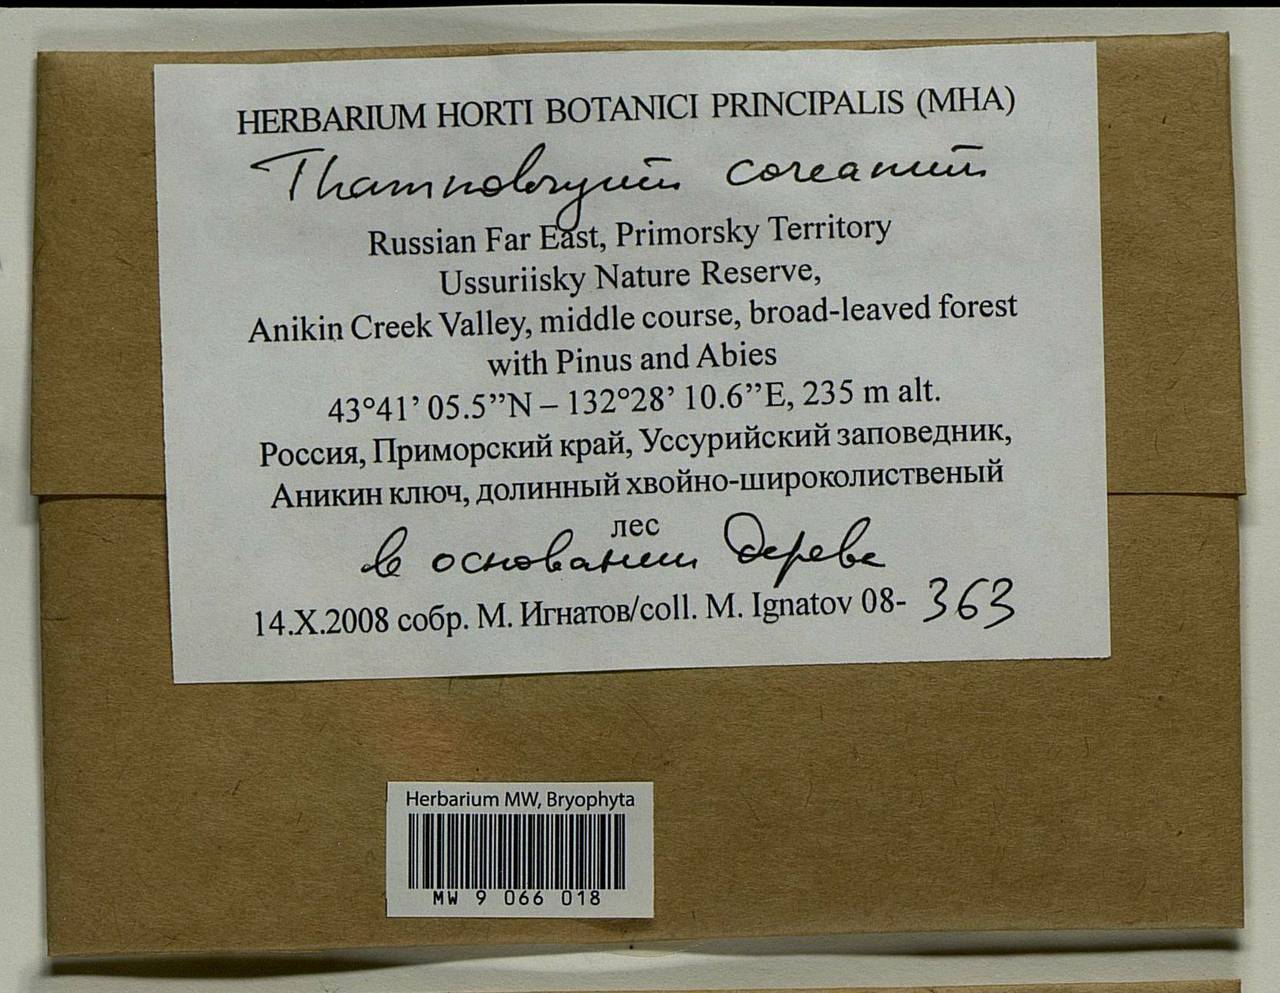 HERBARIUM HORTI BOTANICI PRINCIPALIS (MHA)
Thamnobryum coreanum
Russian Far East, Primorsky Territory
Ussuriisky Nature Reserve,
Anikin Creek Valley, middle course, broad-leaved forest
with Pinus and Abies
43°41’ 05.5”N – 132°28’ 10.6”E, 235 m alt.
Россия, Приморский край, Уссурийский заповедник,
Аникин ключ, долинный хвойно-широколиственый
лес
в основании дерева
14.X.2008 собр. М. Игнатов/coll. M. Ignatov 08- 363
Herbarium MW, Bryophyta
MW 9 066 018